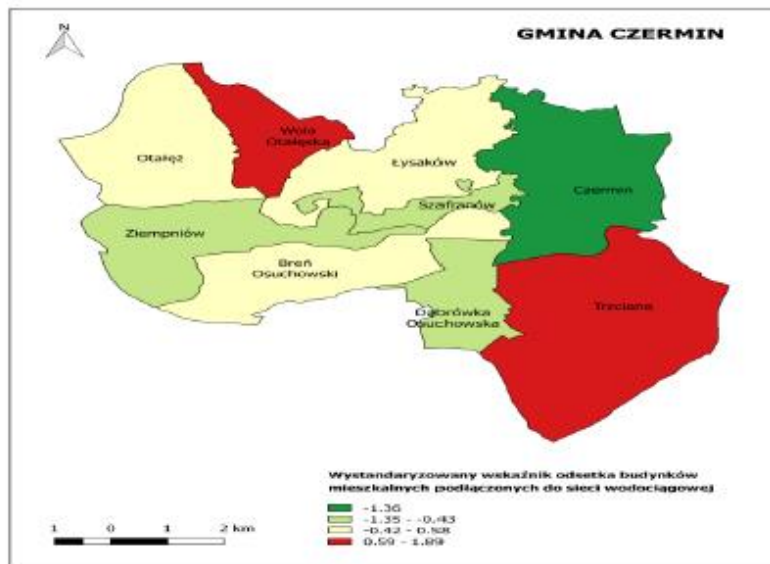 N
GMINA CZERMIN
Wola
Otałęska
Otałęż
Łysaków
Czermin
Szafranów
Ziempniów
Breń
Osuchowski
Trzciana
Dąbrówka
Osuchowska
Wystandaryzowany wskaźnik odsetka budynków
mieszkalnych podłączonych do sieci wodociągowej
-1.36
-1.35 - -0.43
-0.42 - 0.58
0.59 - 1.89
1 0 1 2 km